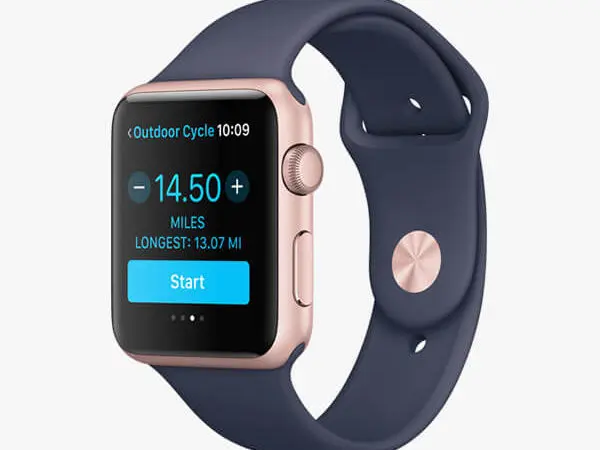 ‹Outdoor Cycle 10:09
− 14.50 +
MILES
LONGEST: 13.07 MI
Start